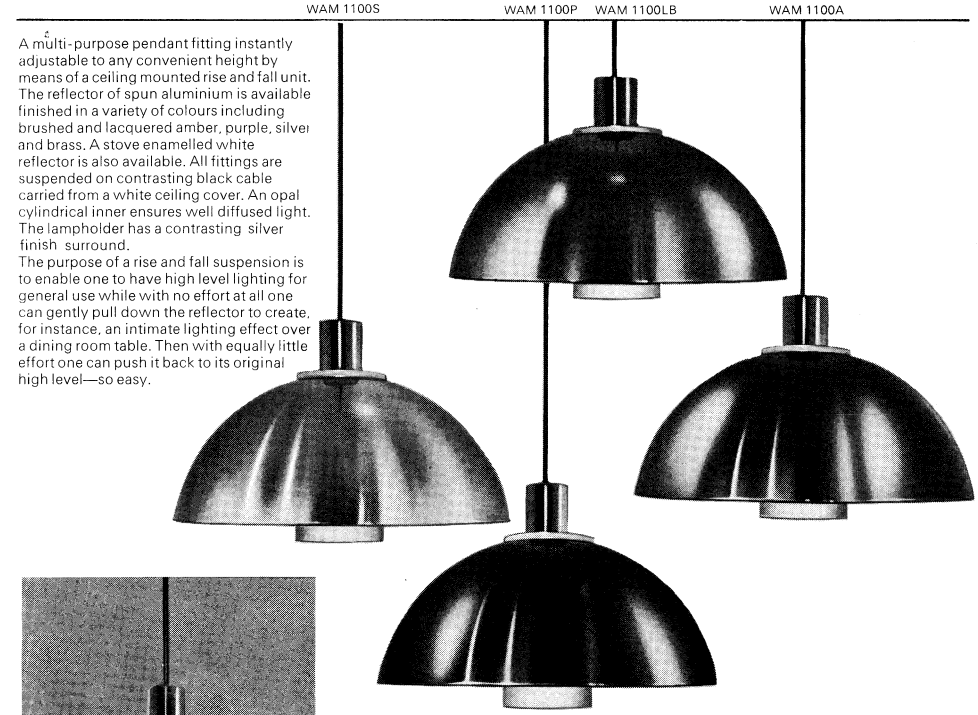 WAM 1100S WAM 1100P WAM 1100LB WAM 1100A
A multi-purpose pendant fitting instantly
adjustable to any convenient height by
means of a ceiling mounted rise and fall unit.
The reflector of spun aluminium is available
finished in a variety of colours including
brushed and lacquered amber, purple, silver
and brass. A stove enamelled white
reflector is also available. All fittings are
suspended on contrasting black cable
carried from a white ceiling cover. An opal
cylindrical inner ensures well diffused light.
The lampholder has a contrasting silver
finish surround.
The purpose of a rise and fall suspension is
to enable one to have high level lighting for
general use while with no effort at all one
can gently pull down the reflector to create,
for instance, an intimate lighting effect over
a dining room table. Then with equally little
effort one can push it back to its original
high level—so easy.